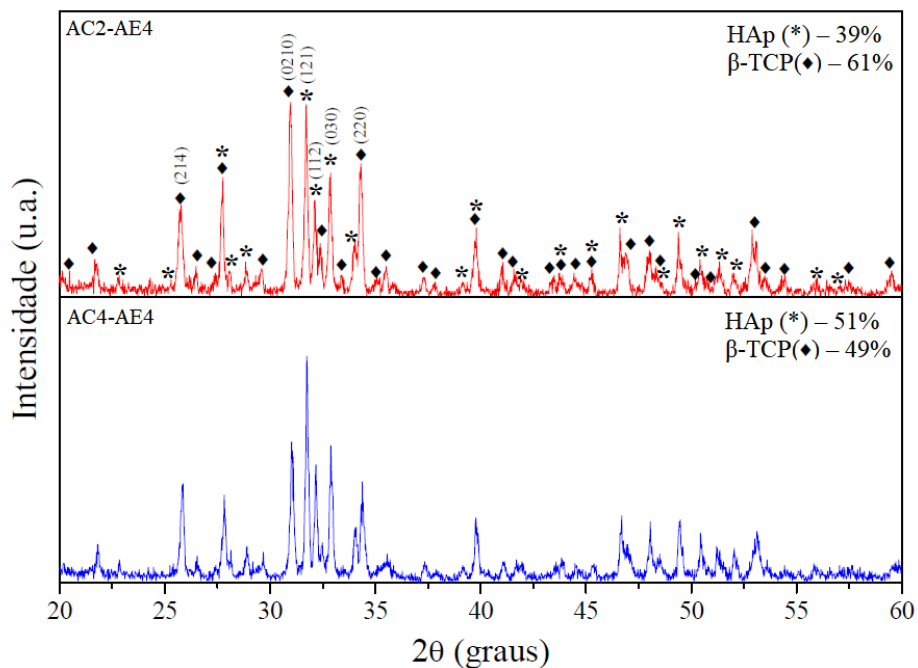 AC2-AE4
HAp (*) – 39%
β-TCP(♦) – 61%
(214)
(0210)
(121)
(112)
(030)
(220)
AC4-AE4
HAp (*) – 51%
β-TCP(♦) – 49%
Intensidade (u.a.)
20 25 30 35 40 45 50 55 60
2θ (graus)